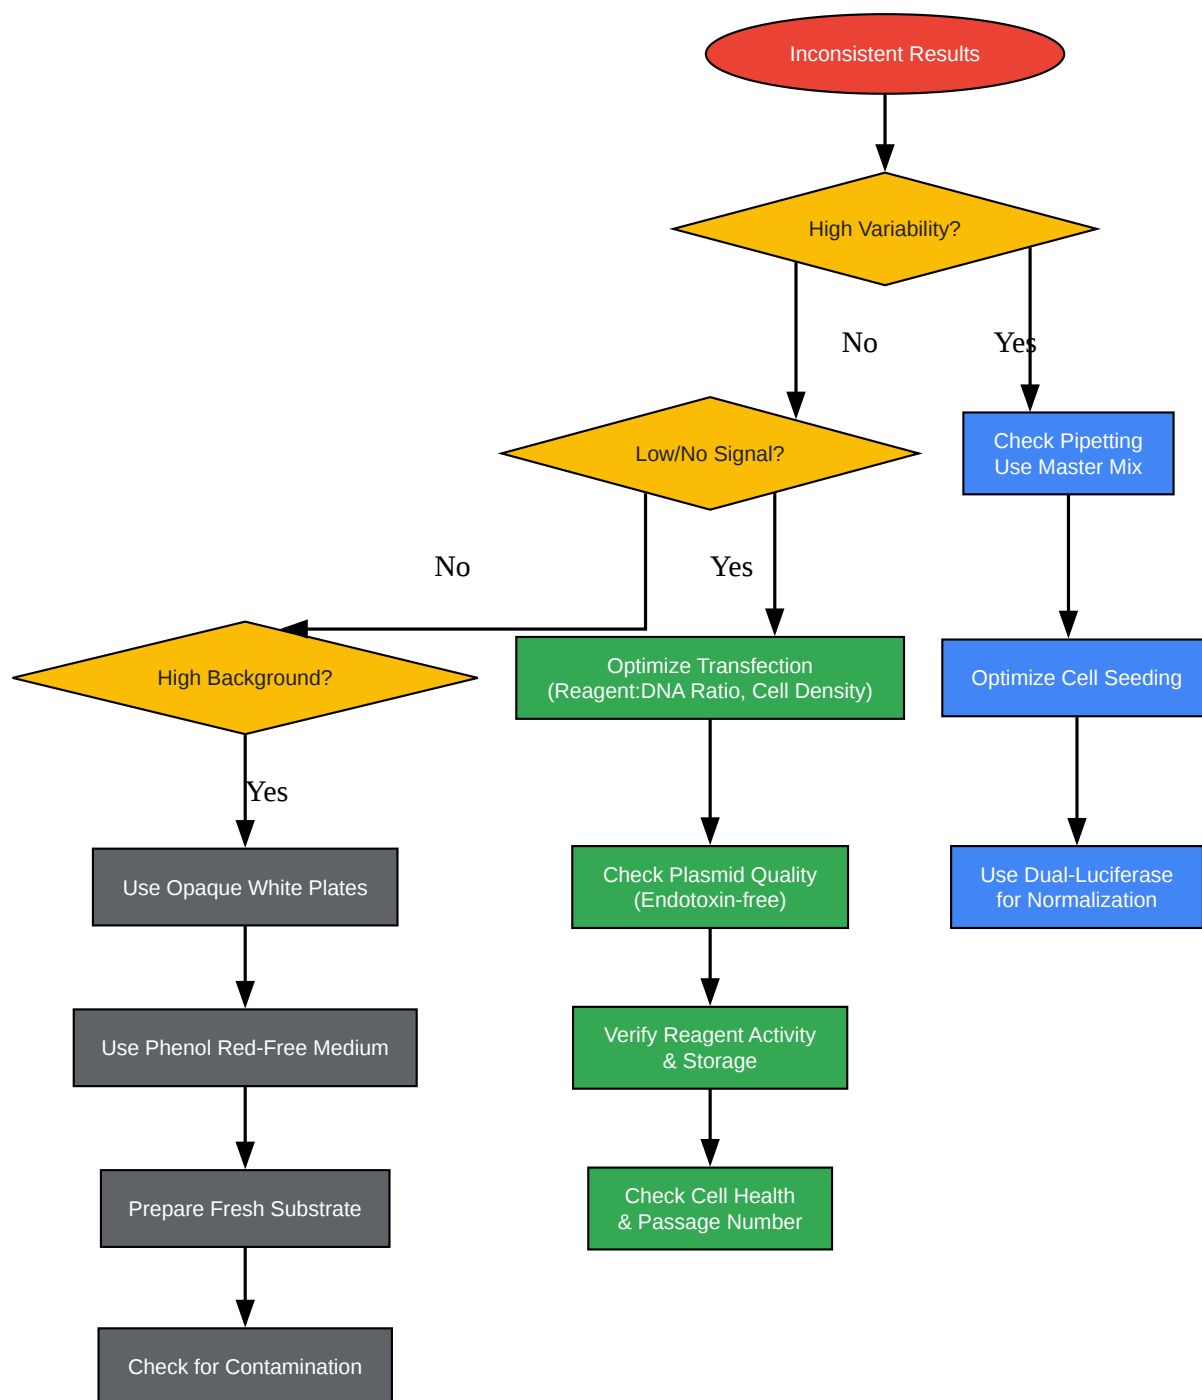 Inconsistent Results
High Variability?
No
Yes
Low/No Signal?
Check Pipetting
Use Master Mix
No
Yes
High Background?
Optimize Transfection
(Reagent:DNA Ratio, Cell Density)
Optimize Cell Seeding
Yes
Use Opaque White Plates
Check Plasmid Quality
(Endotoxin-free)
Use Dual-Luciferase
for Normalization
Use Phenol Red-Free Medium
Verify Reagent Activity
& Storage
Prepare Fresh Substrate
Check Cell Health
& Passage Number
Check for Contamination